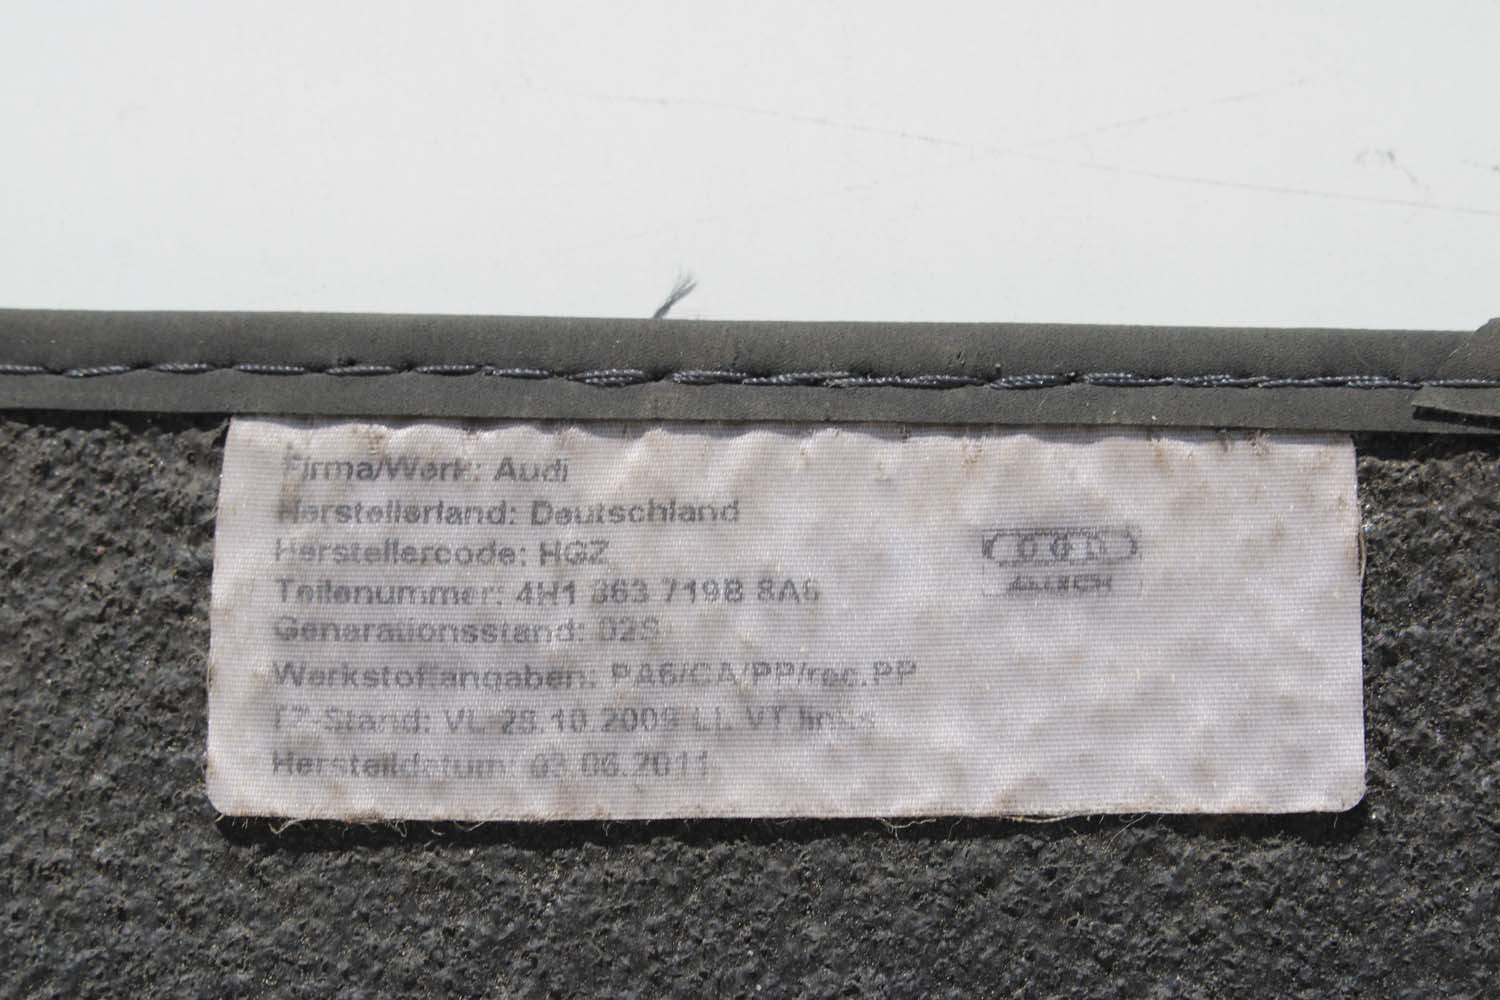 Firma/Werk: Audi
Herstellerland: Deutschland
Herstellercode: HGZ
Teilenummer: 4H1 863 719B 8A6
Generationsstand: 02S
Werkstoffangaben: PA6/CA/PP/rec.PP
TZ-Stand: VL 28.10.2009 LL VT links
Herstelldatum: 03.06.2011